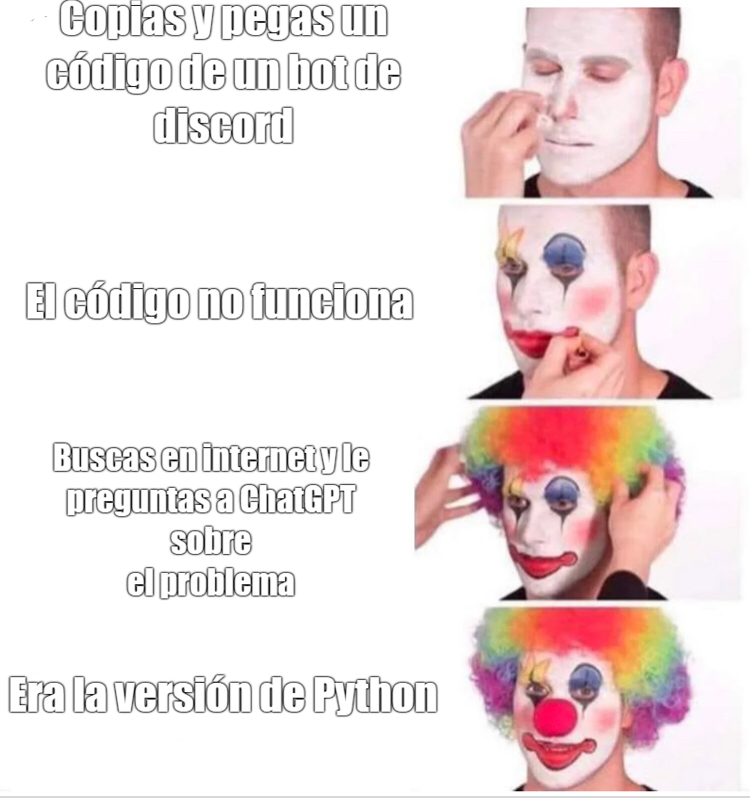 Copias y pegas un
código de un bot de
discord
El código no funciona
Buscas en internet y le
preguntas a ChatGPT
sobre
el problema
Era la versión de Python